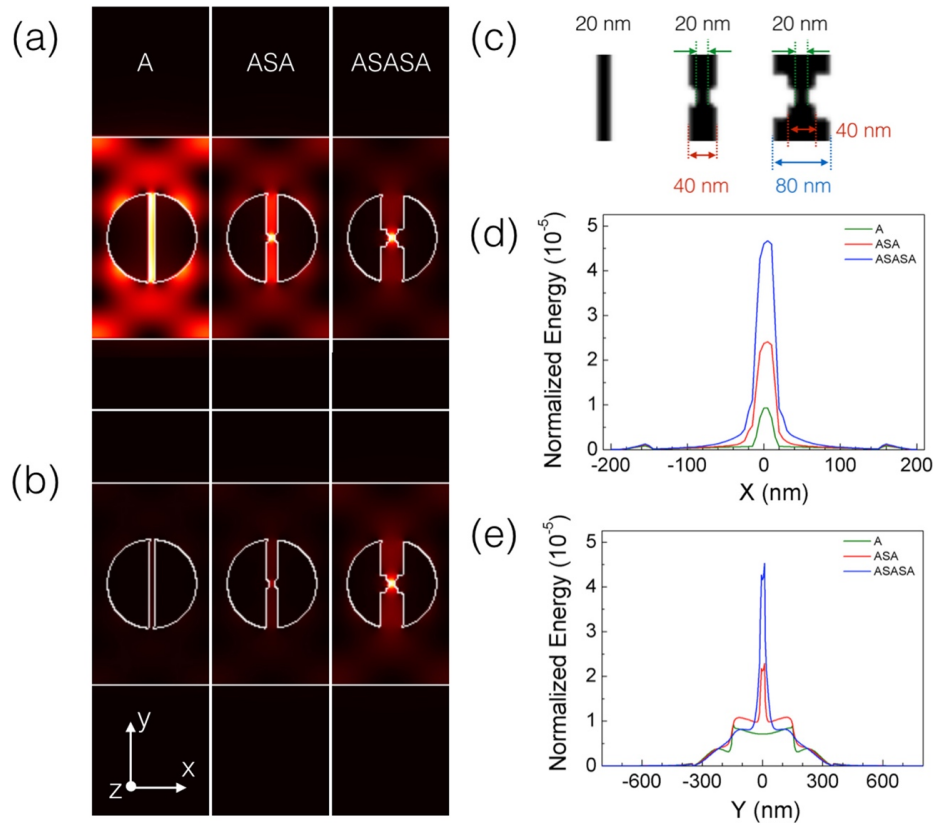 (a)
A
ASA
ASASA
(b)
y
x
z
(c)
20 nm
20 nm
20 nm
40 nm
40 nm
80 nm
(d)
Normalized Energy (10⁻⁵)
5
4
3
2
1
0
-200
-100
0
100
200
X (nm)
A
ASA
ASASA
(e)
Normalized Energy (10⁻⁵)
5
4
3
2
1
0
-600
-300
0
300
600
Y (nm)
A
ASA
ASASA